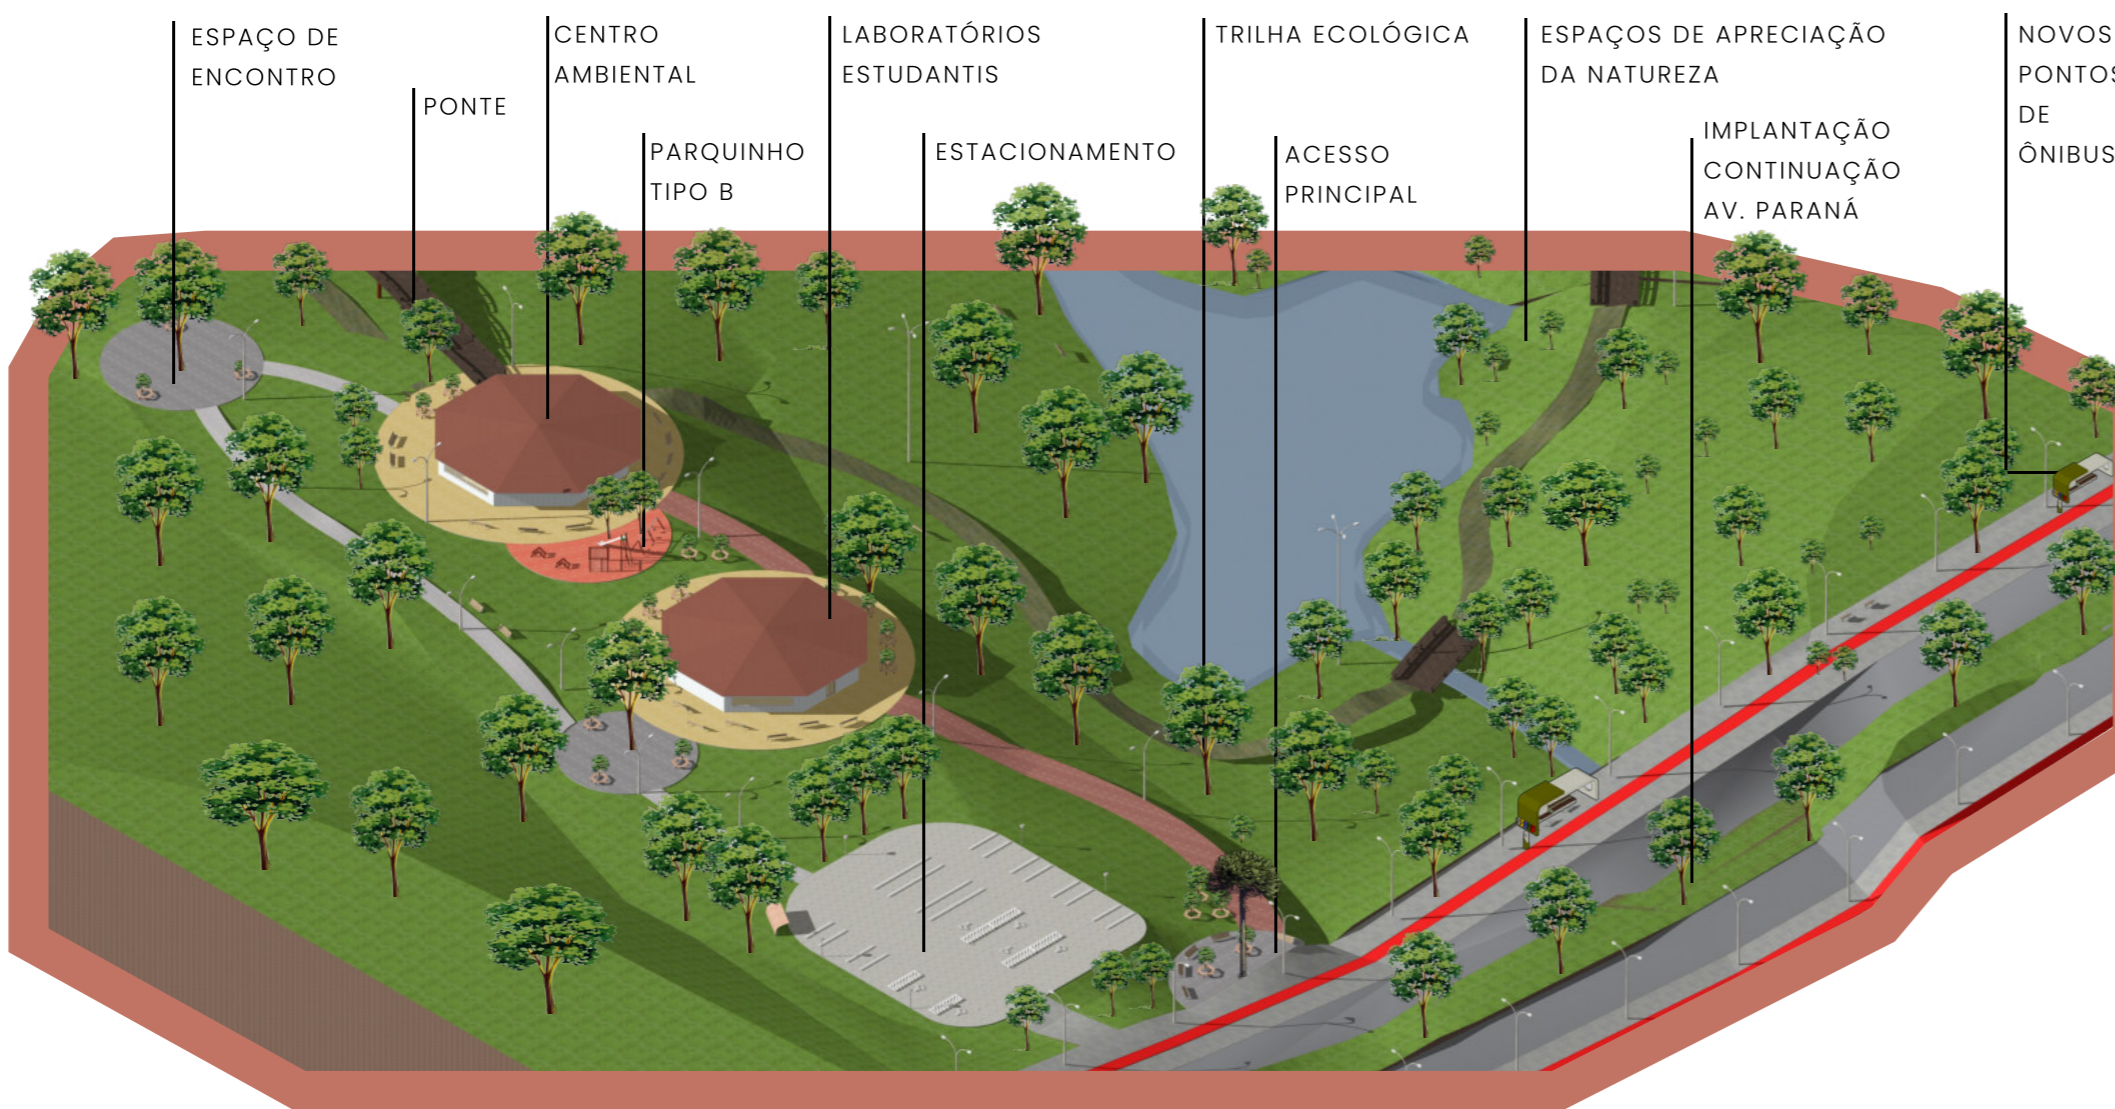 ESPAÇO DE
ENCONTRO
PONTE
CENTRO
AMBIENTAL
PARQUINHO
TIPO B
LABORATÓRIOS
ESTUDANTIS
ESTACIONAMENTO
TRILHA ECOLÓGICA
ACESSO
PRINCIPAL
ESPAÇOS DE APRECIAÇÃO
DA NATUREZA
IMPLANTAÇÃO
CONTINUAÇÃO
AV. PARANÁ
NOVOS
PONTOS
DE
ÔNIBUS